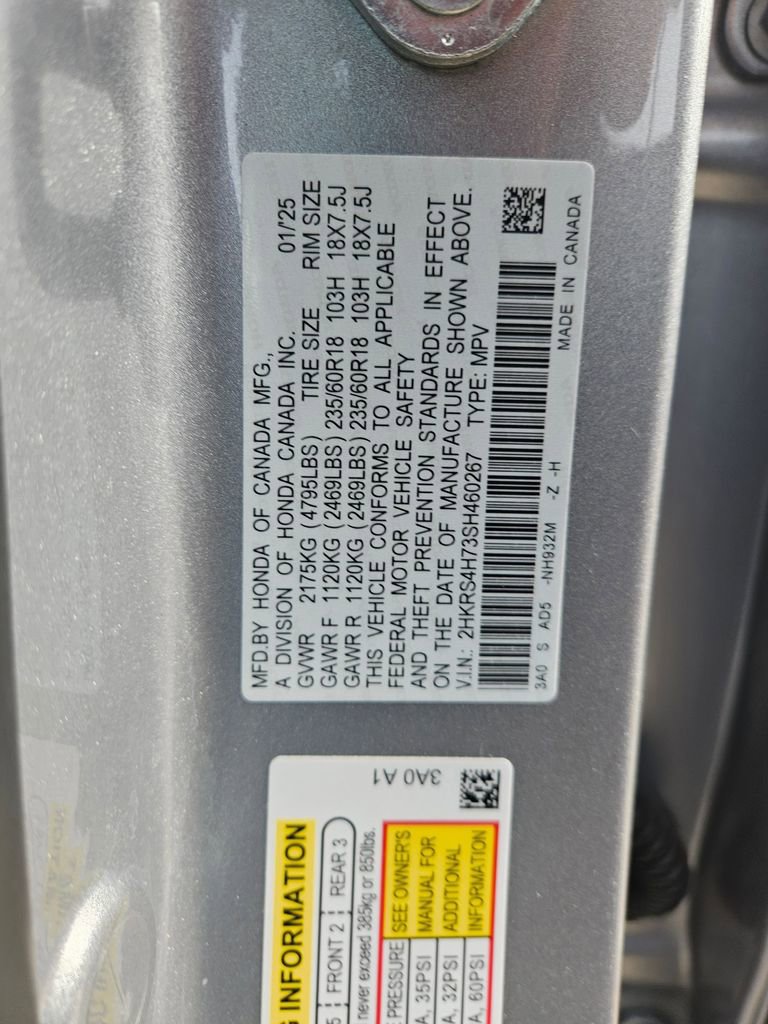 MFD.BY HONDA OF CANADA MFG.,
A DIVISION OF HONDA CANADA INC. 01/'25
GVWR 2175KG (4795LBS) TIRE SIZE RIM SIZE
GAWR F 1120KG (2469LBS) 235/60R18 103H 18X7.5J
GAWR R 1120KG (2469LBS) 235/60R18 103H 18X7.5J
THIS VEHICLE CONFORMS TO ALL APPLICABLE
FEDERAL MOTOR VEHICLE SAFETY
AND THEFT PREVENTION STANDARDS IN EFFECT
ON THE DATE OF MANUFACTURE SHOWN ABOVE.
V.I.N.: 2HKRS4H73SH460267 TYPE: MPV
3A0 S AD5 -NH932M -Z -H MADE IN CANADA
3A0 A1
INFORMATION
FRONT 2 REAR 3
never exceed 385kg or 850lbs.
PRESSURE SEE OWNER'S
35PSI MANUAL FOR
32PSI ADDITIONAL
60PSI INFORMATION